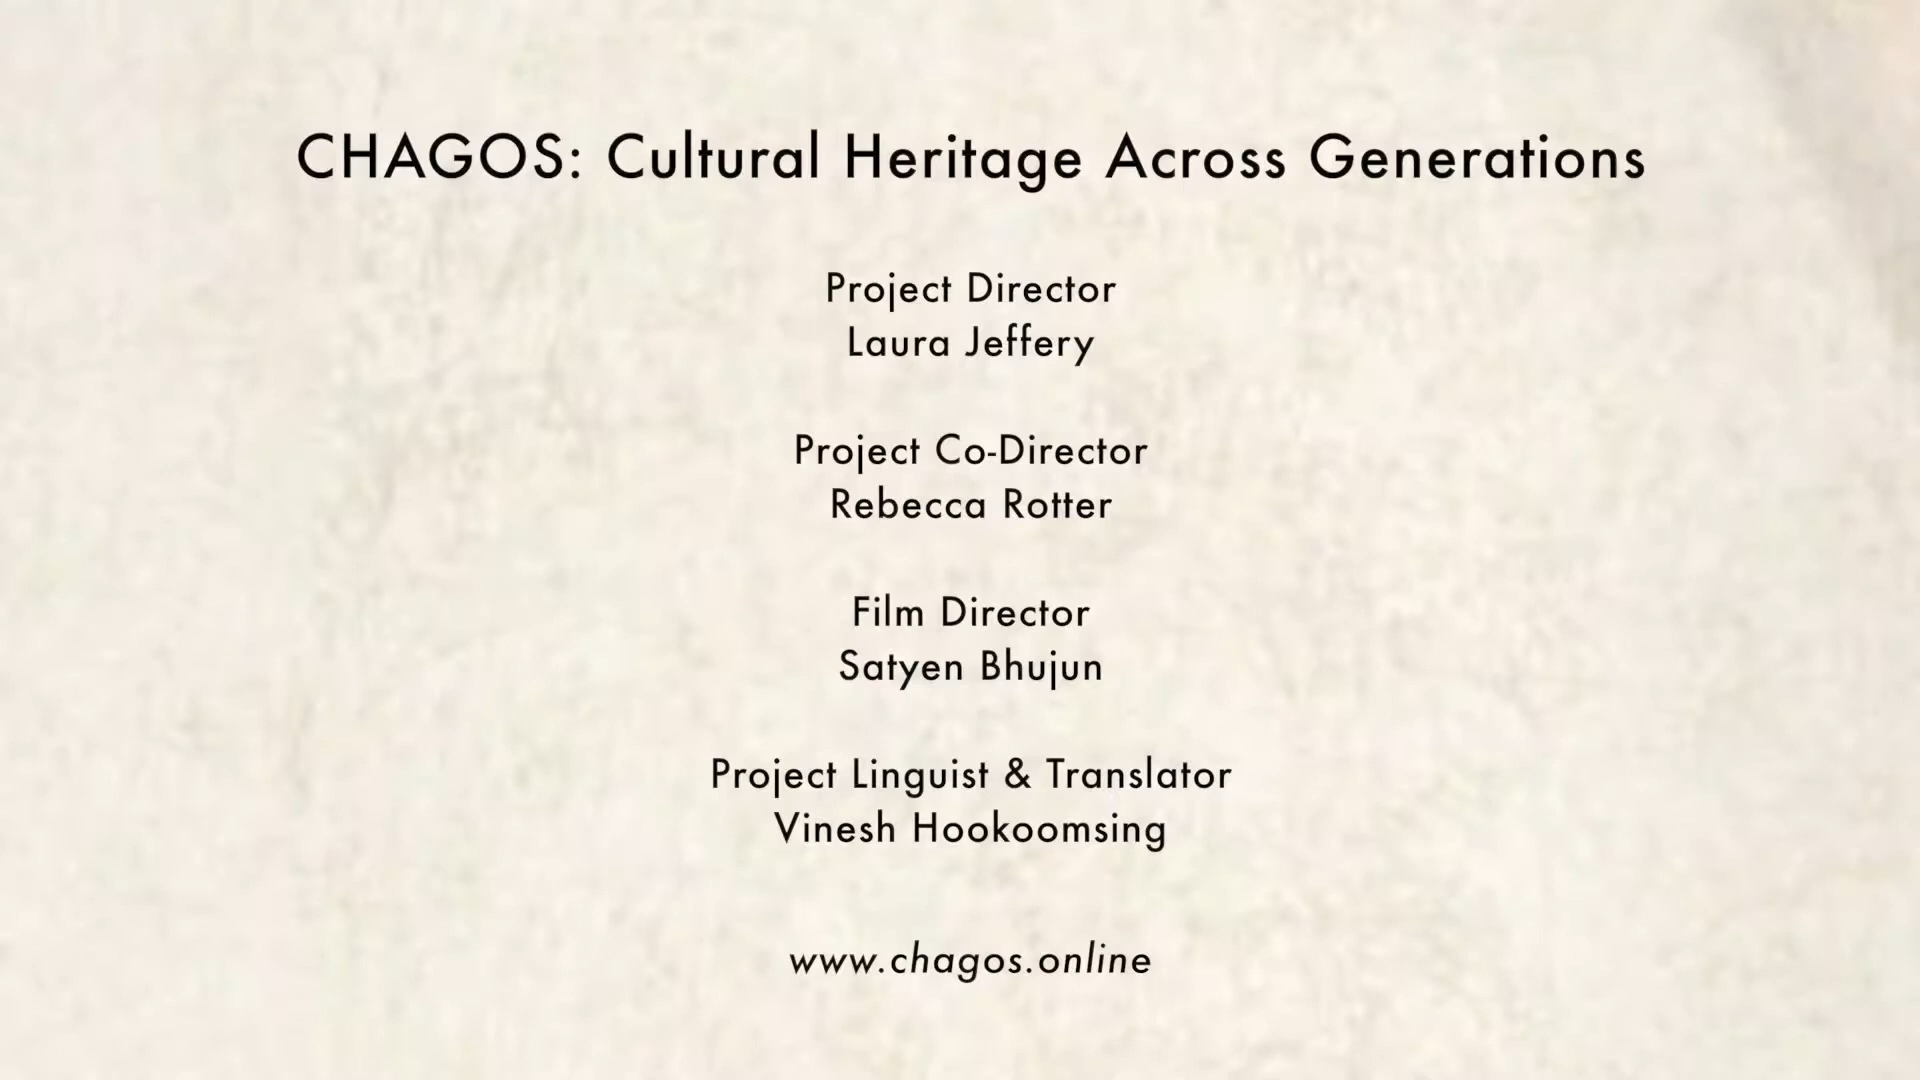 CHAGOS: Cultural Heritage Across Generations
Project Director
Laura Jeffery
Project Co-Director
Rebecca Rotter
Film Director
Satyen Bhujun
Project Linguist & Translator
Vinesh Hookoomsing
www.chagos.online